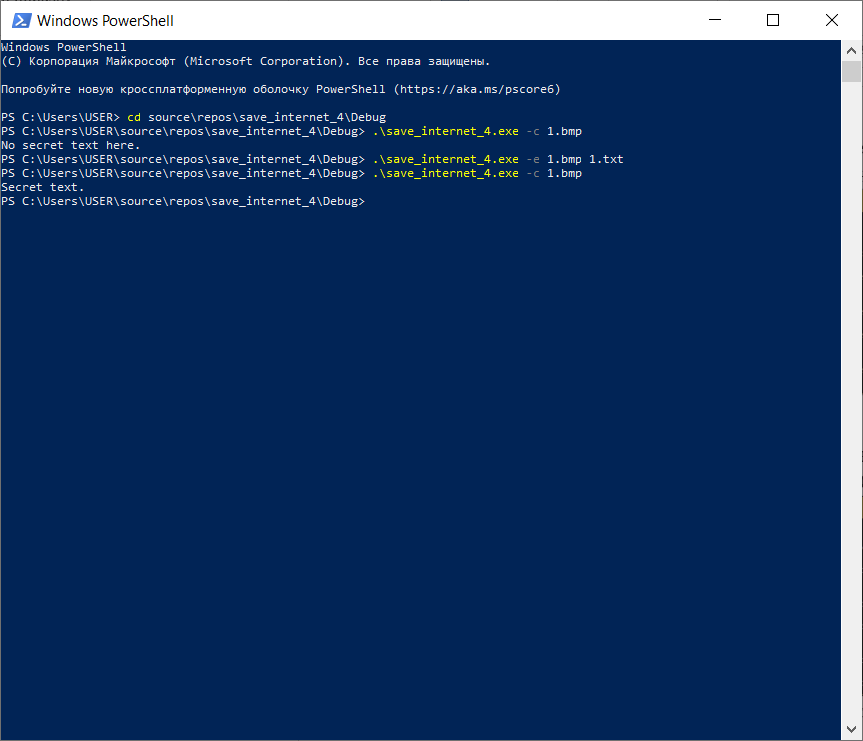 Windows PowerShell
Windows PowerShell
(C) Корпорация Майкрософт (Microsoft Corporation). Все права защищены.
Попробуйте новую кроссплатформенную оболочку PowerShell (https://aka.ms/pscore6)
PS C:\Users\USER> cd source\repos\save_internet_4\Debug
PS C:\Users\USER\source\repos\save_internet_4\Debug> .\save_internet_4.exe -c 1.bmp
No secret text here.
PS C:\Users\USER\source\repos\save_internet_4\Debug> .\save_internet_4.exe -e 1.bmp 1.txt
PS C:\Users\USER\source\repos\save_internet_4\Debug> .\save_internet_4.exe -c 1.bmp
Secret text.
PS C:\Users\USER\source\repos\save_internet_4\Debug>